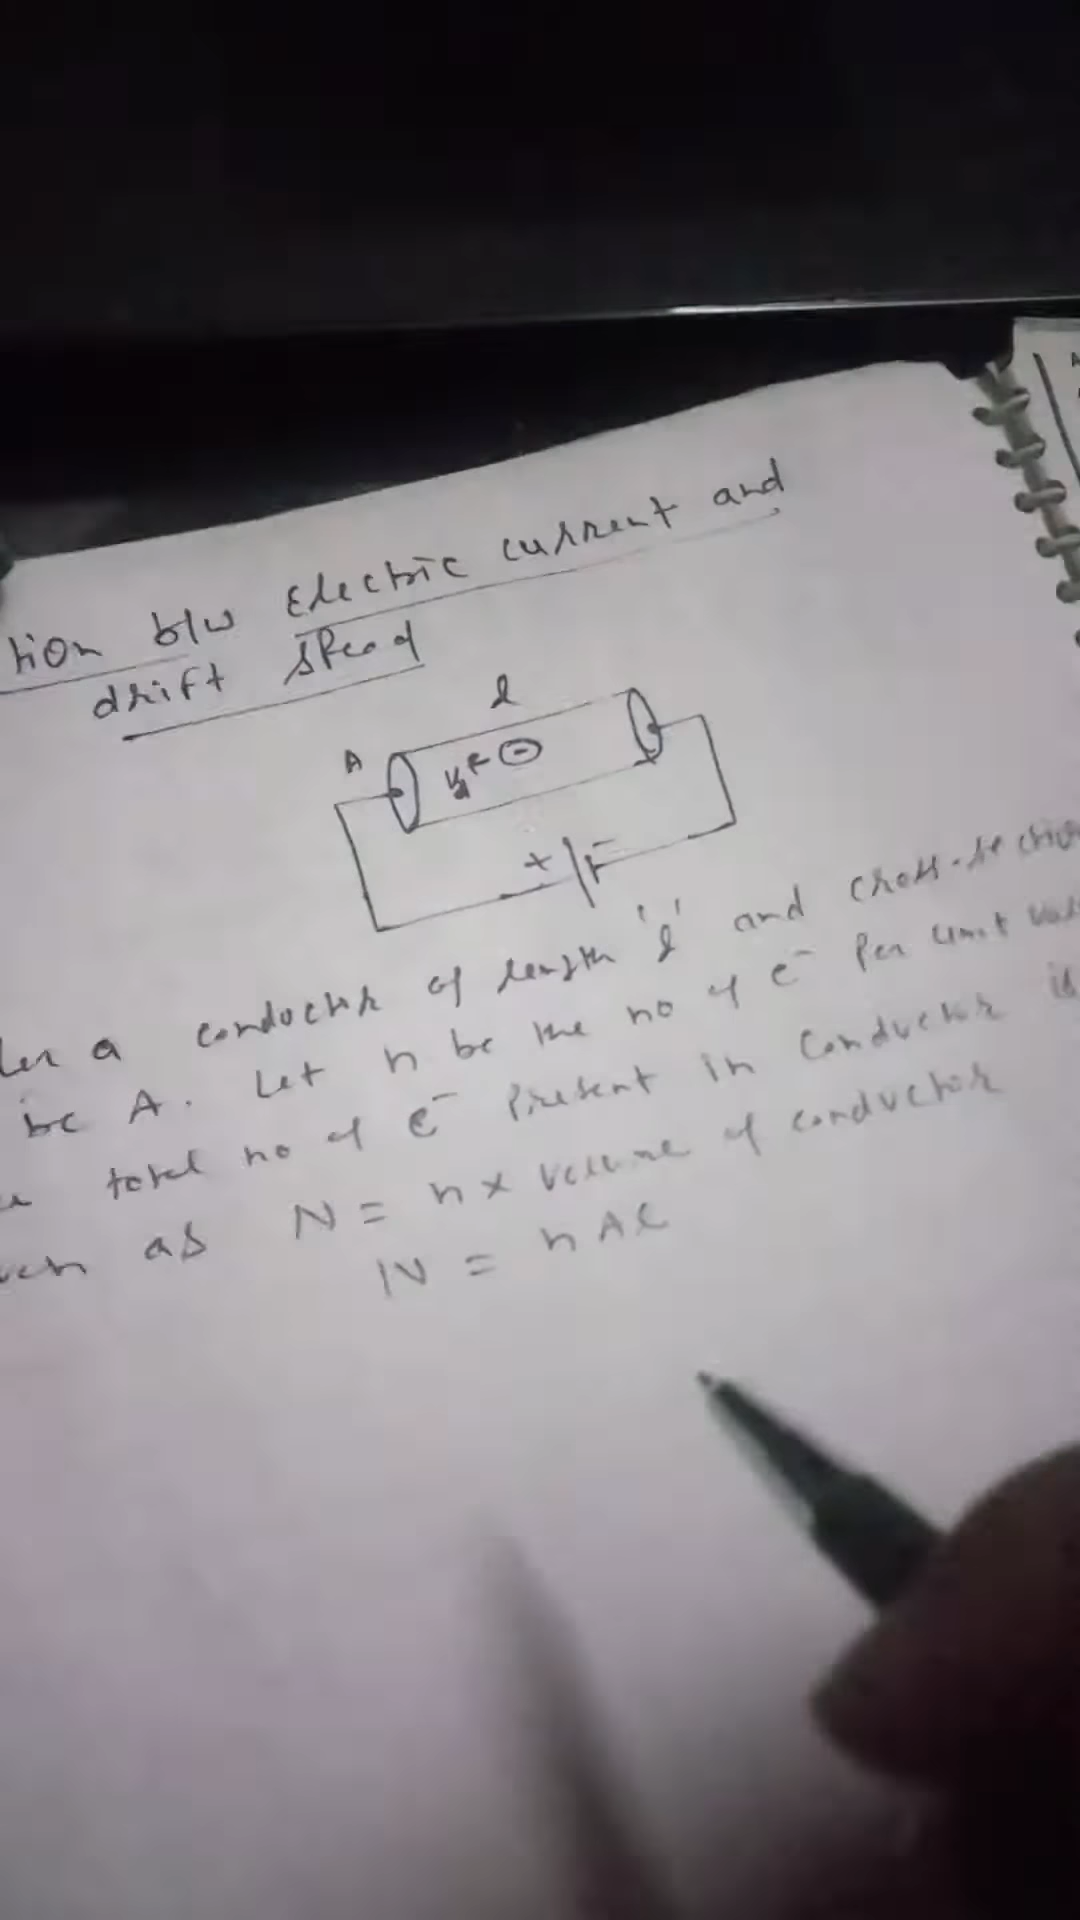 tion b/w Electric current and
drift speed
l
A
Vd
-
+
a conductor of length 'l' and cross-section
be A. Let n be the no of e⁻ Per unit
total no of e⁻ Present in conductor is
as N = n x volume of conductor
N = nAl